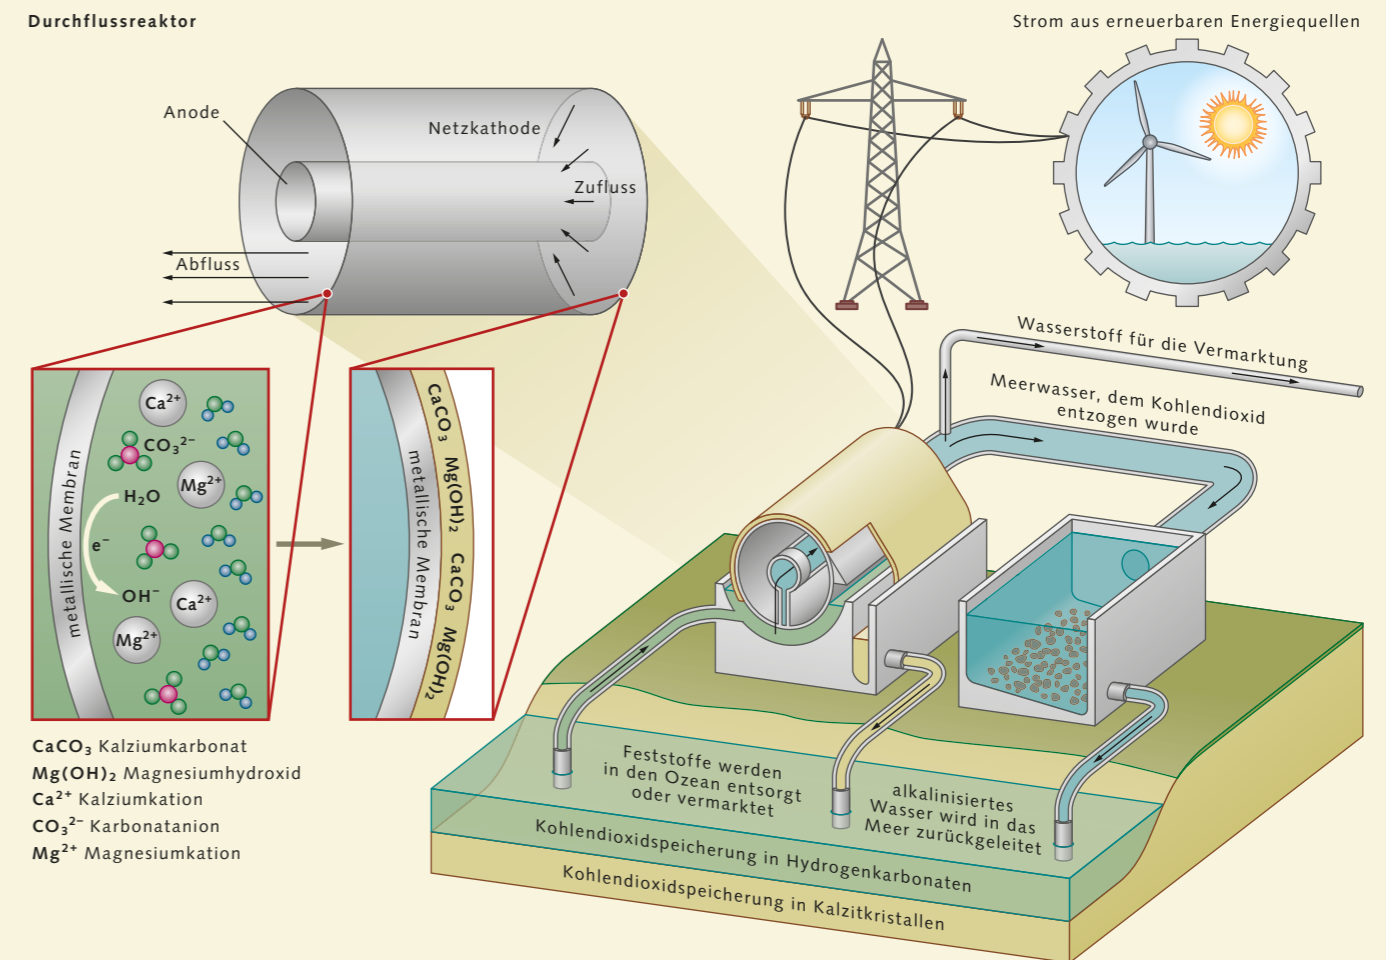 Durchflussreaktor
Strom aus erneuerbaren Energiequellen
Anode
Netzkathode
Zufluss
Abfluss
Wasserstoff für die Vermarktung
Meerwasser, dem Kohlendioxid
entzogen wurde
metallische Membran
Ca²⁺
CO₃²⁻
Mg²⁺
H₂O
e⁻
OH⁻
Ca²⁺
Mg²⁺
metallische Membran
CaCO₃
Mg(OH)₂
CaCO₃
Mg(OH)₂
CaCO₃ Kalziumkarbonat
Mg(OH)₂ Magnesiumhydroxid
Ca²⁺ Kalziumkation
CO₃²⁻ Karbonatanion
Mg²⁺ Magnesiumkation
Feststoffe werden
in den Ozean entsorgt
oder vermarktet
alkalinisiertes
Wasser wird in das
Meer zurückgeleitet
Kohlendioxidspeicherung in Hydrogenkarbonaten
Kohlendioxidspeicherung in Kalzitkristallen